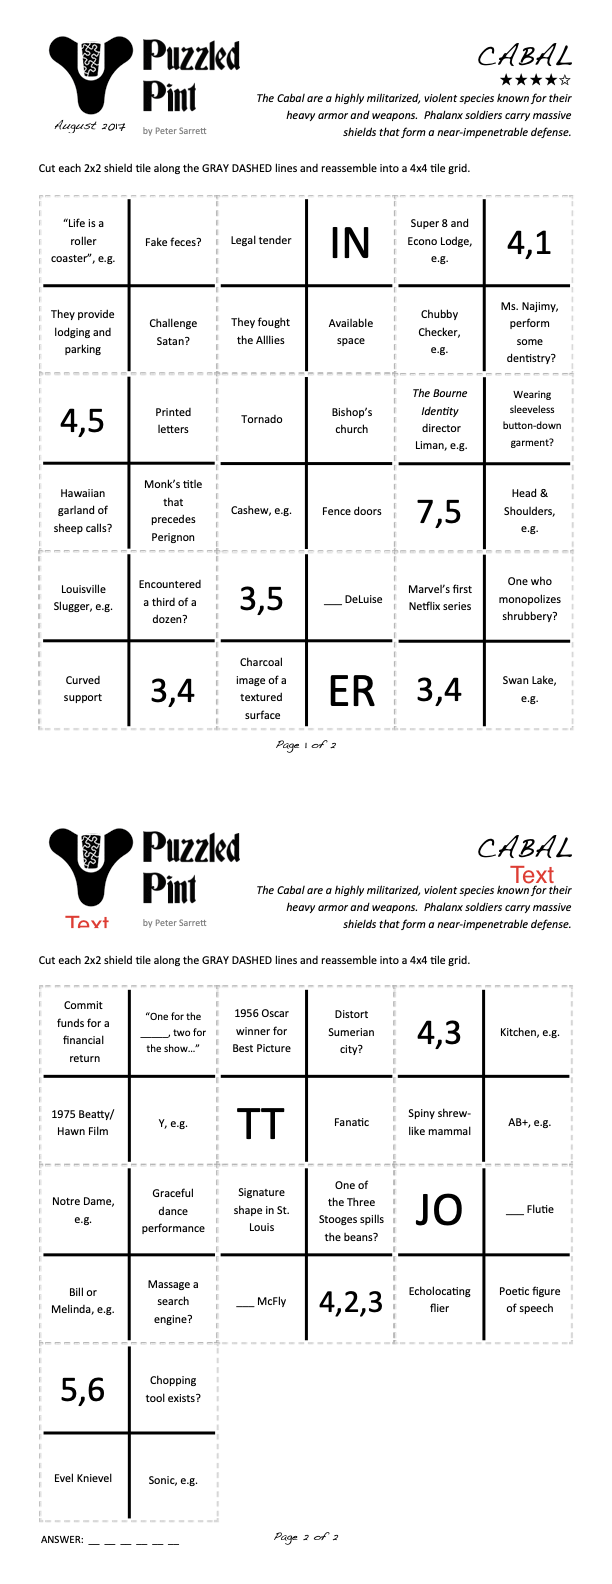 Puzzled
Pint
August 2017
by Peter Sarrett
CABAL
★★★★☆
The Cabal are a highly militarized, violent species known for their
heavy armor and weapons. Phalanx soldiers carry massive
shields that form a near-impenetrable defense.
Cut each 2x2 shield tile along the GRAY DASHED lines and reassemble into a 4x4 tile grid.
“Life is a
roller
coaster”, e.g.
Fake feces?
Legal tender
IN
Super 8 and
Econo Lodge,
e.g.
4,1
They provide
lodging and
parking
Challenge
Satan?
They fought
the Alllies
Available
space
Chubby
Checker,
e.g.
Ms. Najimy,
perform
some
dentistry?
4,5
Printed
letters
Tornado
Bishop’s
church
The Bourne
Identity
director
Liman, e.g.
Wearing
sleeveless
button-down
garment?
Hawaiian
garland of
sheep calls?
Monk’s title
that
precedes
Perignon
Cashew, e.g.
Fence doors
7,5
Head &
Shoulders,
e.g.
Louisville
Slugger, e.g.
Encountered
a third of a
dozen?
3,5
___ DeLuise
Marvel’s first
Netflix series
One who
monopolizes
shrubbery?
Curved
support
3,4
Charcoal
image of a
textured
surface
ER
3,4
Swan Lake,
e.g.
Page 1 of 2
Puzzled
Pint
Text
by Peter Sarrett
CABAL
Text
The Cabal are a highly militarized, violent species known for their
heavy armor and weapons. Phalanx soldiers carry massive
shields that form a near-impenetrable defense.
Cut each 2x2 shield tile along the GRAY DASHED lines and reassemble into a 4x4 tile grid.
Commit
funds for a
financial
return
“One for the
_____, two for
the show...”
1956 Oscar
winner for
Best Picture
Distort
Sumerian
city?
4,3
Kitchen, e.g.
1975 Beatty/
Hawn Film
Y, e.g.
TT
Fanatic
Spiny shrew-
like mammal
AB+, e.g.
Notre Dame,
e.g.
Graceful
dance
performance
Signature
shape in St.
Louis
One of
the Three
Stooges spills
the beans?
JO
___ Flutie
Bill or
Melinda, e.g.
Massage a
search
engine?
___ McFly
4,2,3
Echolocating
flier
Poetic figure
of speech
5,6
Chopping
tool exists?
Evel Knievel
Sonic, e.g.
ANSWER: __ __ __ __ __ __
Page 2 of 2